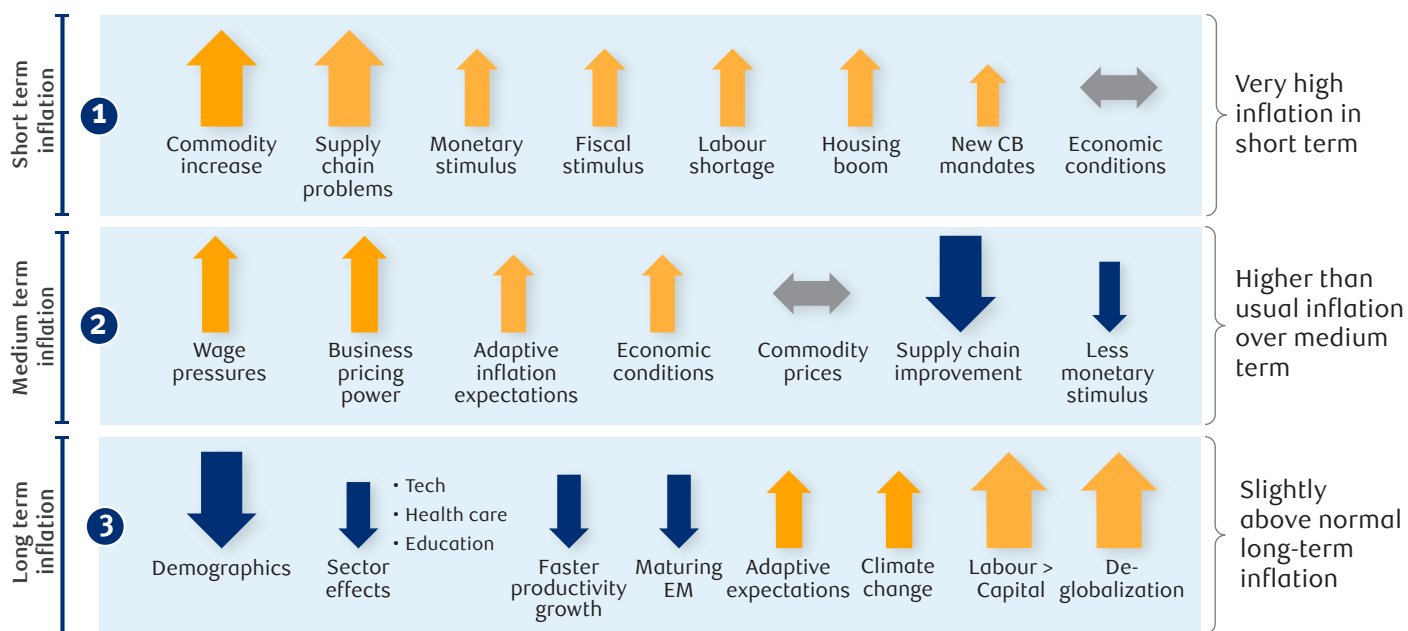 Short term
inflation
1
Commodity
increase
Supply
chain
problems
Monetary
stimulus
Fiscal
stimulus
Labour
shortage
Housing
boom
New CB
mandates
Economic
conditions
Very high
inflation in
short term
Medium term
inflation
2
Wage
pressures
Business
pricing
power
Adaptive
inflation
expectations
Economic
conditions
Commodity
prices
Supply chain
improvement
Less
monetary
stimulus
Higher than
usual inflation
over medium
term
Long term
inflation
3
Demographics
Sector
effects
• Tech
• Health care
• Education
Faster
productivity
growth
Maturing
EM
Adaptive
expectations
Climate
change
Labour >
Capital
De-
globalization
Slightly
above normal
long-term
inflation